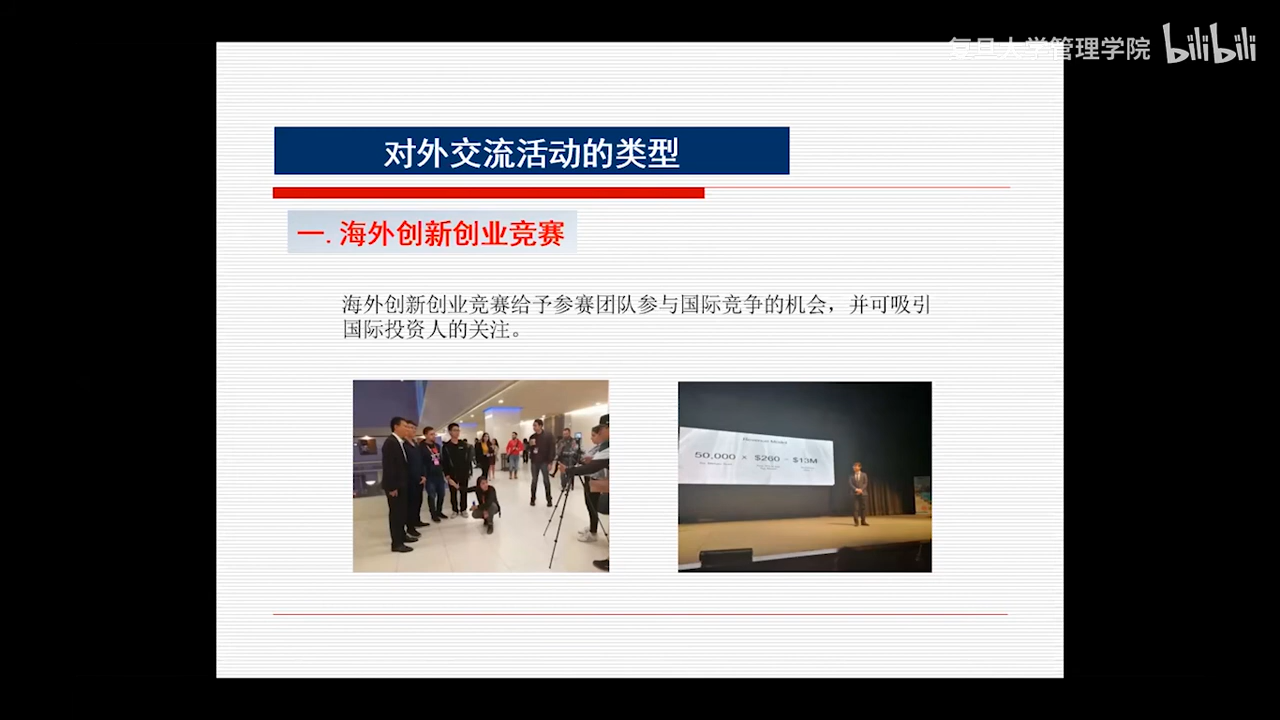 复旦大学管理学院 bilibili
对外交流活动的类型
一. 海外创新创业竞赛
海外创新创业竞赛给予参赛团队参与国际竞争的机会，并可吸引
国际投资人的关注。
50,000 × $260 = $13M